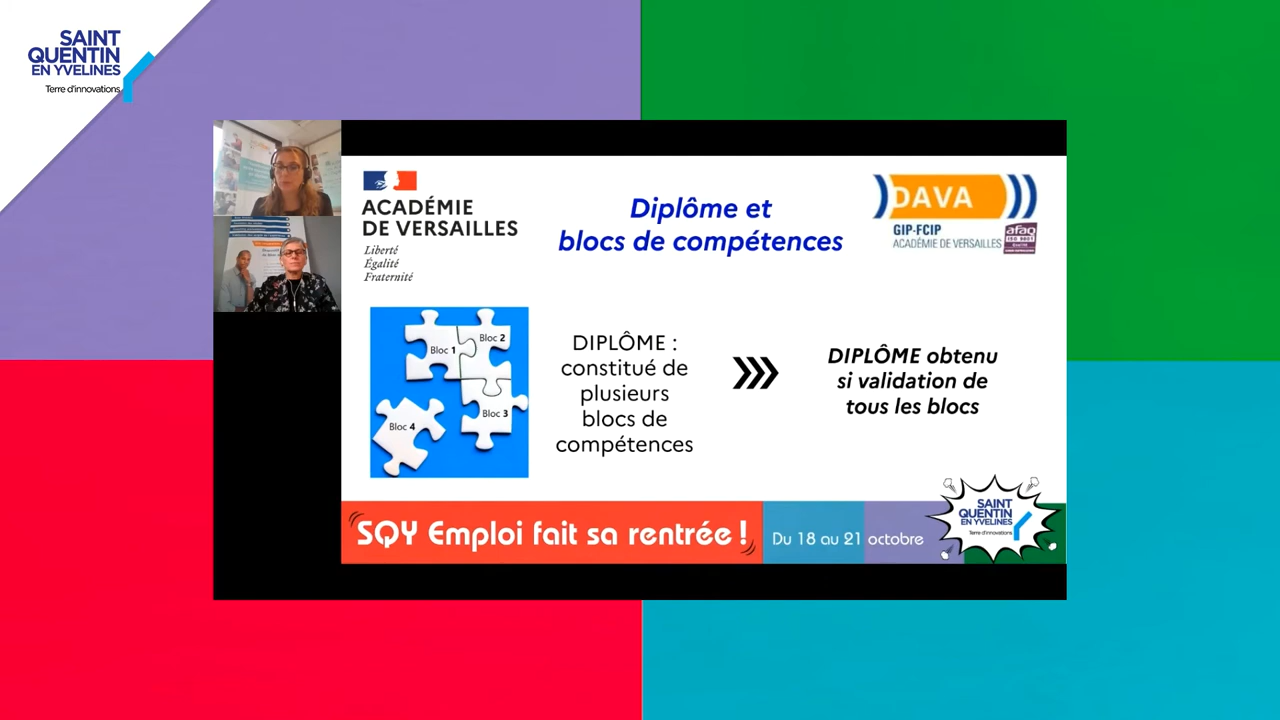 SAINT
QUENTIN
EN YVELINES
Terre d'innovations
ACADÉMIE
DE VERSAILLES
Liberté
Égalité
Fraternité
Diplôme et
blocs de compétences
DAVA
GIP-FCIP
ACADÉMIE DE VERSAILLES
afaq
ISO 9001
Qualité
Bloc 1
Bloc 2
Bloc 3
Bloc 4
DIPLÔME :
constitué de
plusieurs
blocs de
compétences
DIPLÔME obtenu
si validation de
tous les blocs
SQY Emploi fait sa rentrée !
Du 18 au 21 octobre
SAINT
QUENTIN
EN YVELINES
Terre d'innovations